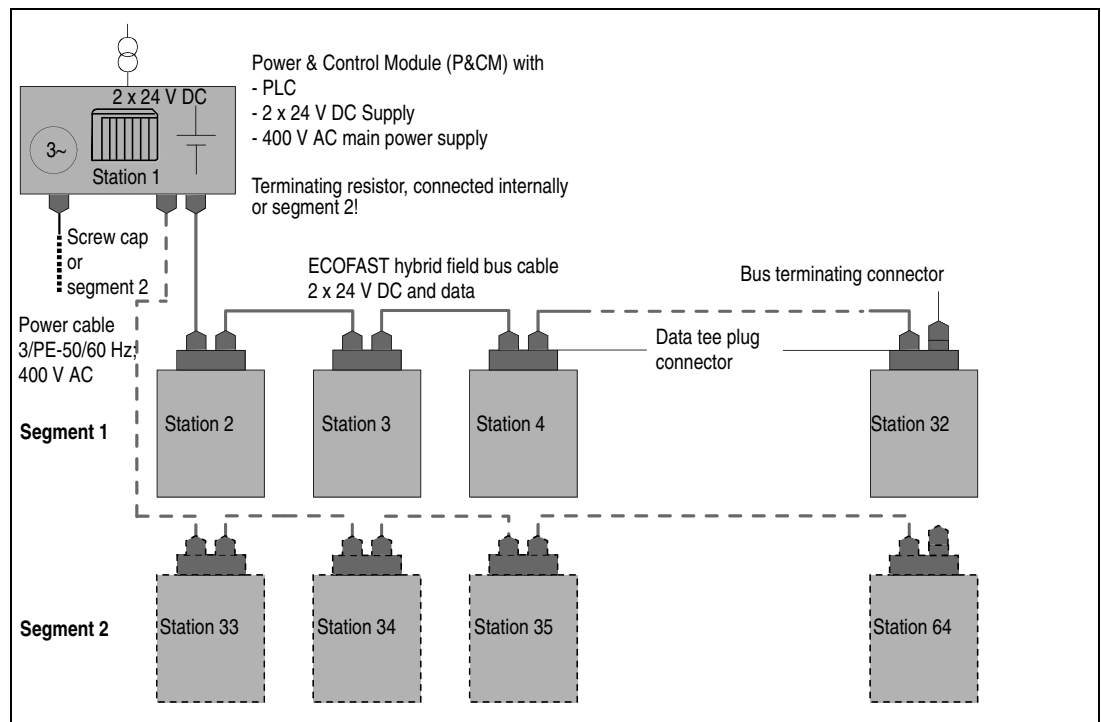 2 x 24 V DC
3~
Station 1
Power & Control Module (P&CM) with
- PLC
- 2 x 24 V DC Supply
- 400 V AC main power supply
Terminating resistor, connected internally
or segment 2!
Screw cap
or
segment 2
ECOFAST hybrid field bus cable
2 x 24 V DC and data
Bus terminating connector
Power cable
3/PE-50/60 Hz;
400 V AC
Data tee plug
connector
Segment 1
Station 2
Station 3
Station 4
Station 32
Segment 2
Station 33
Station 34
Station 35
Station 64